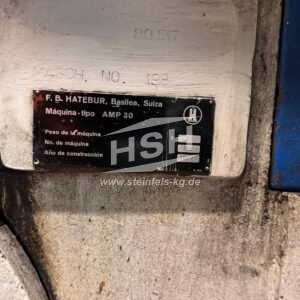 80 517
SCH. NO. 198
F. B. HATEBUR, Basilea, Suiza
Máquina-tipo AMP 30
Peso de la máquina
No. de máquina
Año de construcción
HSH
www.steinfels-kg.de